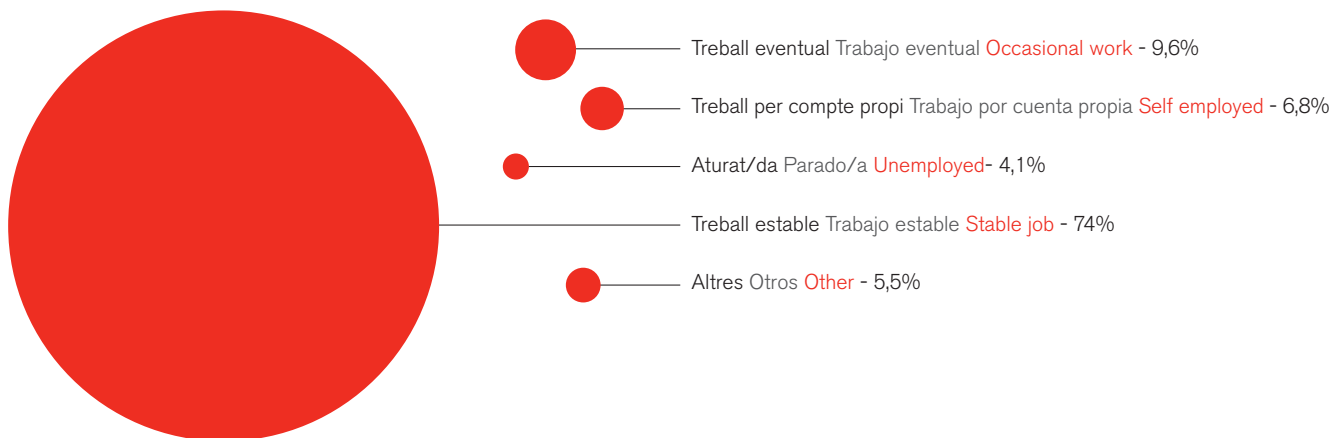 Treball eventual Trabajo eventual Occasional work - 9,6%
Treball per compte propi Trabajo por cuenta propia Self employed - 6,8%
Aturat/da Parado/a Unemployed- 4,1%
Treball estable Trabajo estable Stable job - 74%
Altres Otros Other - 5,5%